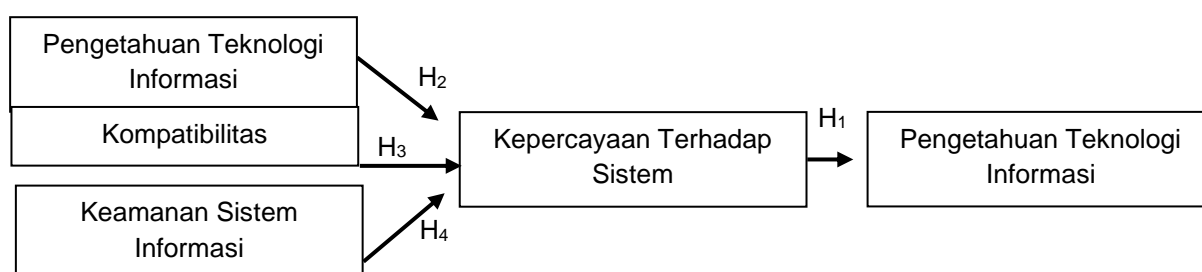 Pengetahuan Teknologi
Informasi
H2
Kompatibilitas
H3
Keamanan Sistem
Informasi
H4
Kepercayaan Terhadap
Sistem
H1
Pengetahuan Teknologi
Informasi